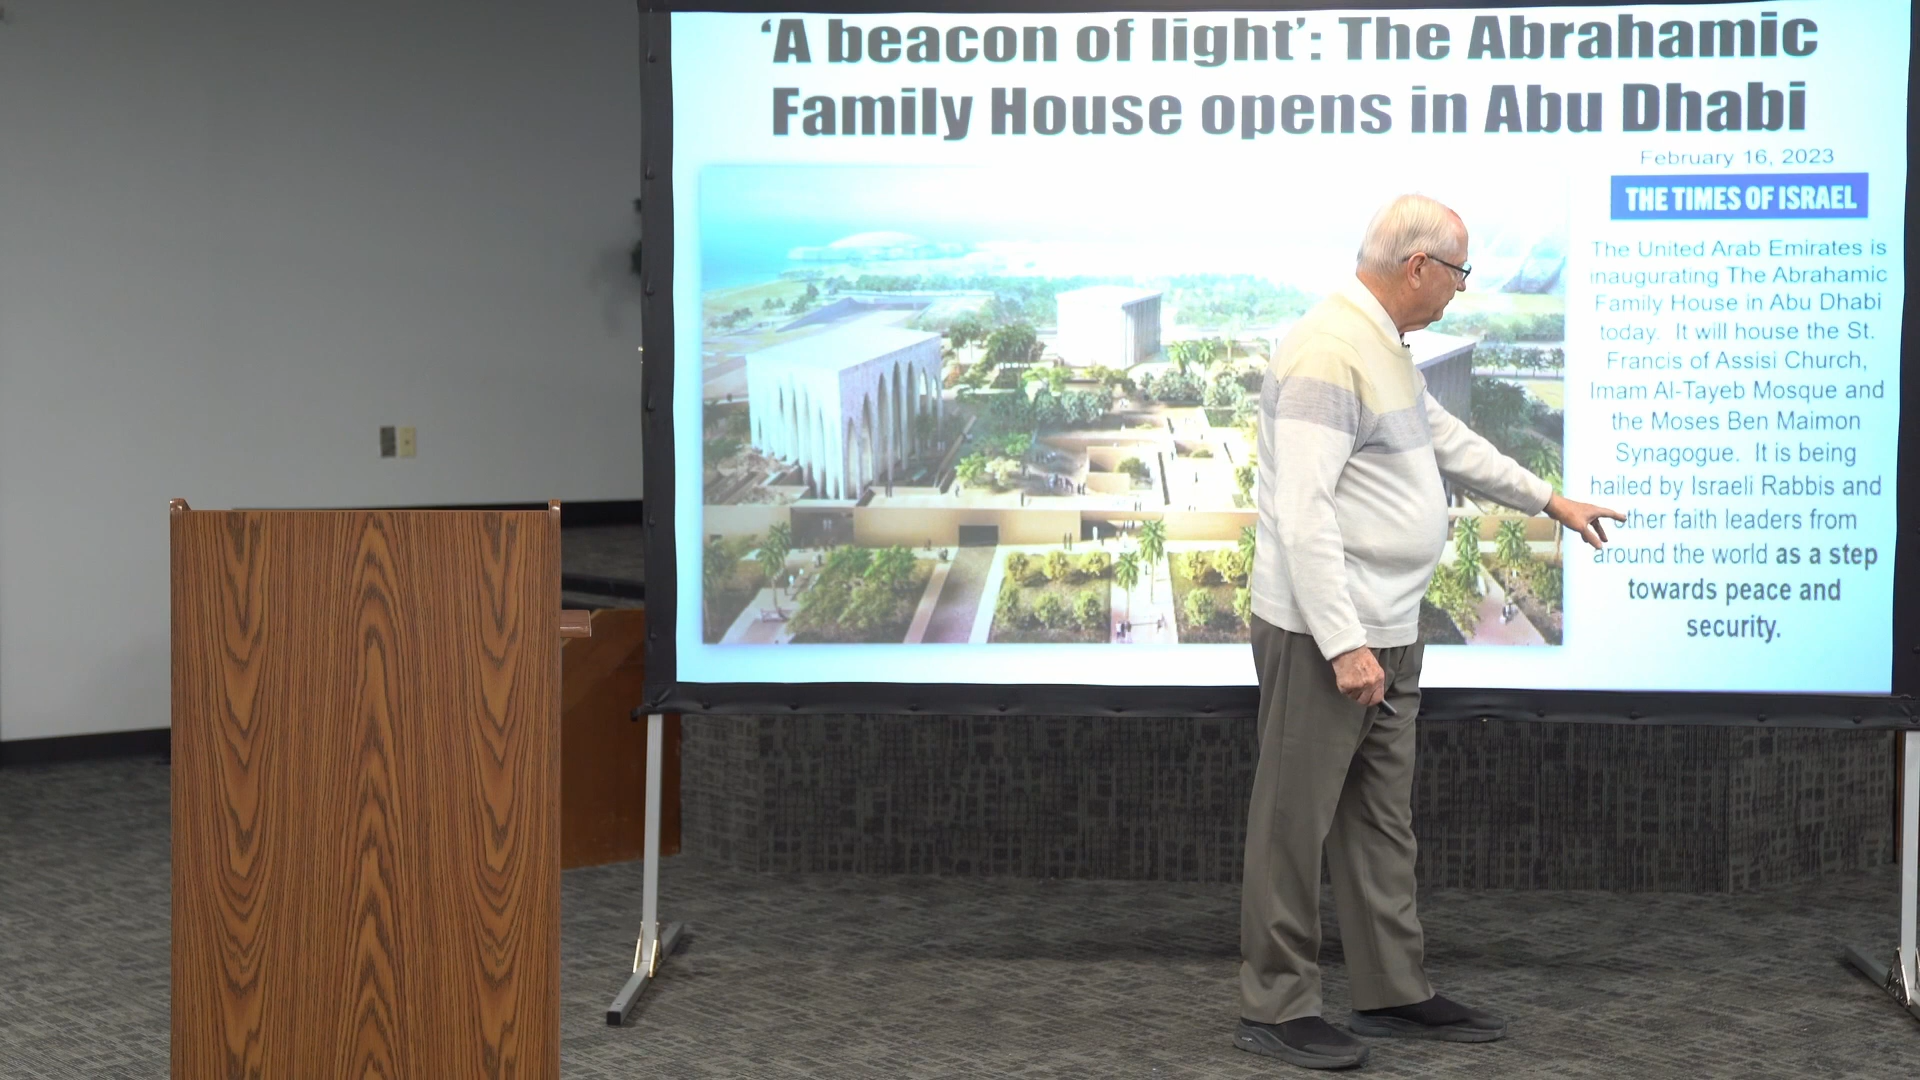 ‘A beacon of light’: The Abrahamic
Family House opens in Abu Dhabi
February 16, 2023
THE TIMES OF ISRAEL
The United Arab Emirates is
inaugurating The Abrahamic
Family House in Abu Dhabi
today. It will house the St.
Francis of Assisi Church,
Imam Al-Tayeb Mosque and
the Moses Ben Maimon
Synagogue. It is being
hailed by Israeli Rabbis and
other faith leaders from
around the world as a step
towards peace and
security.